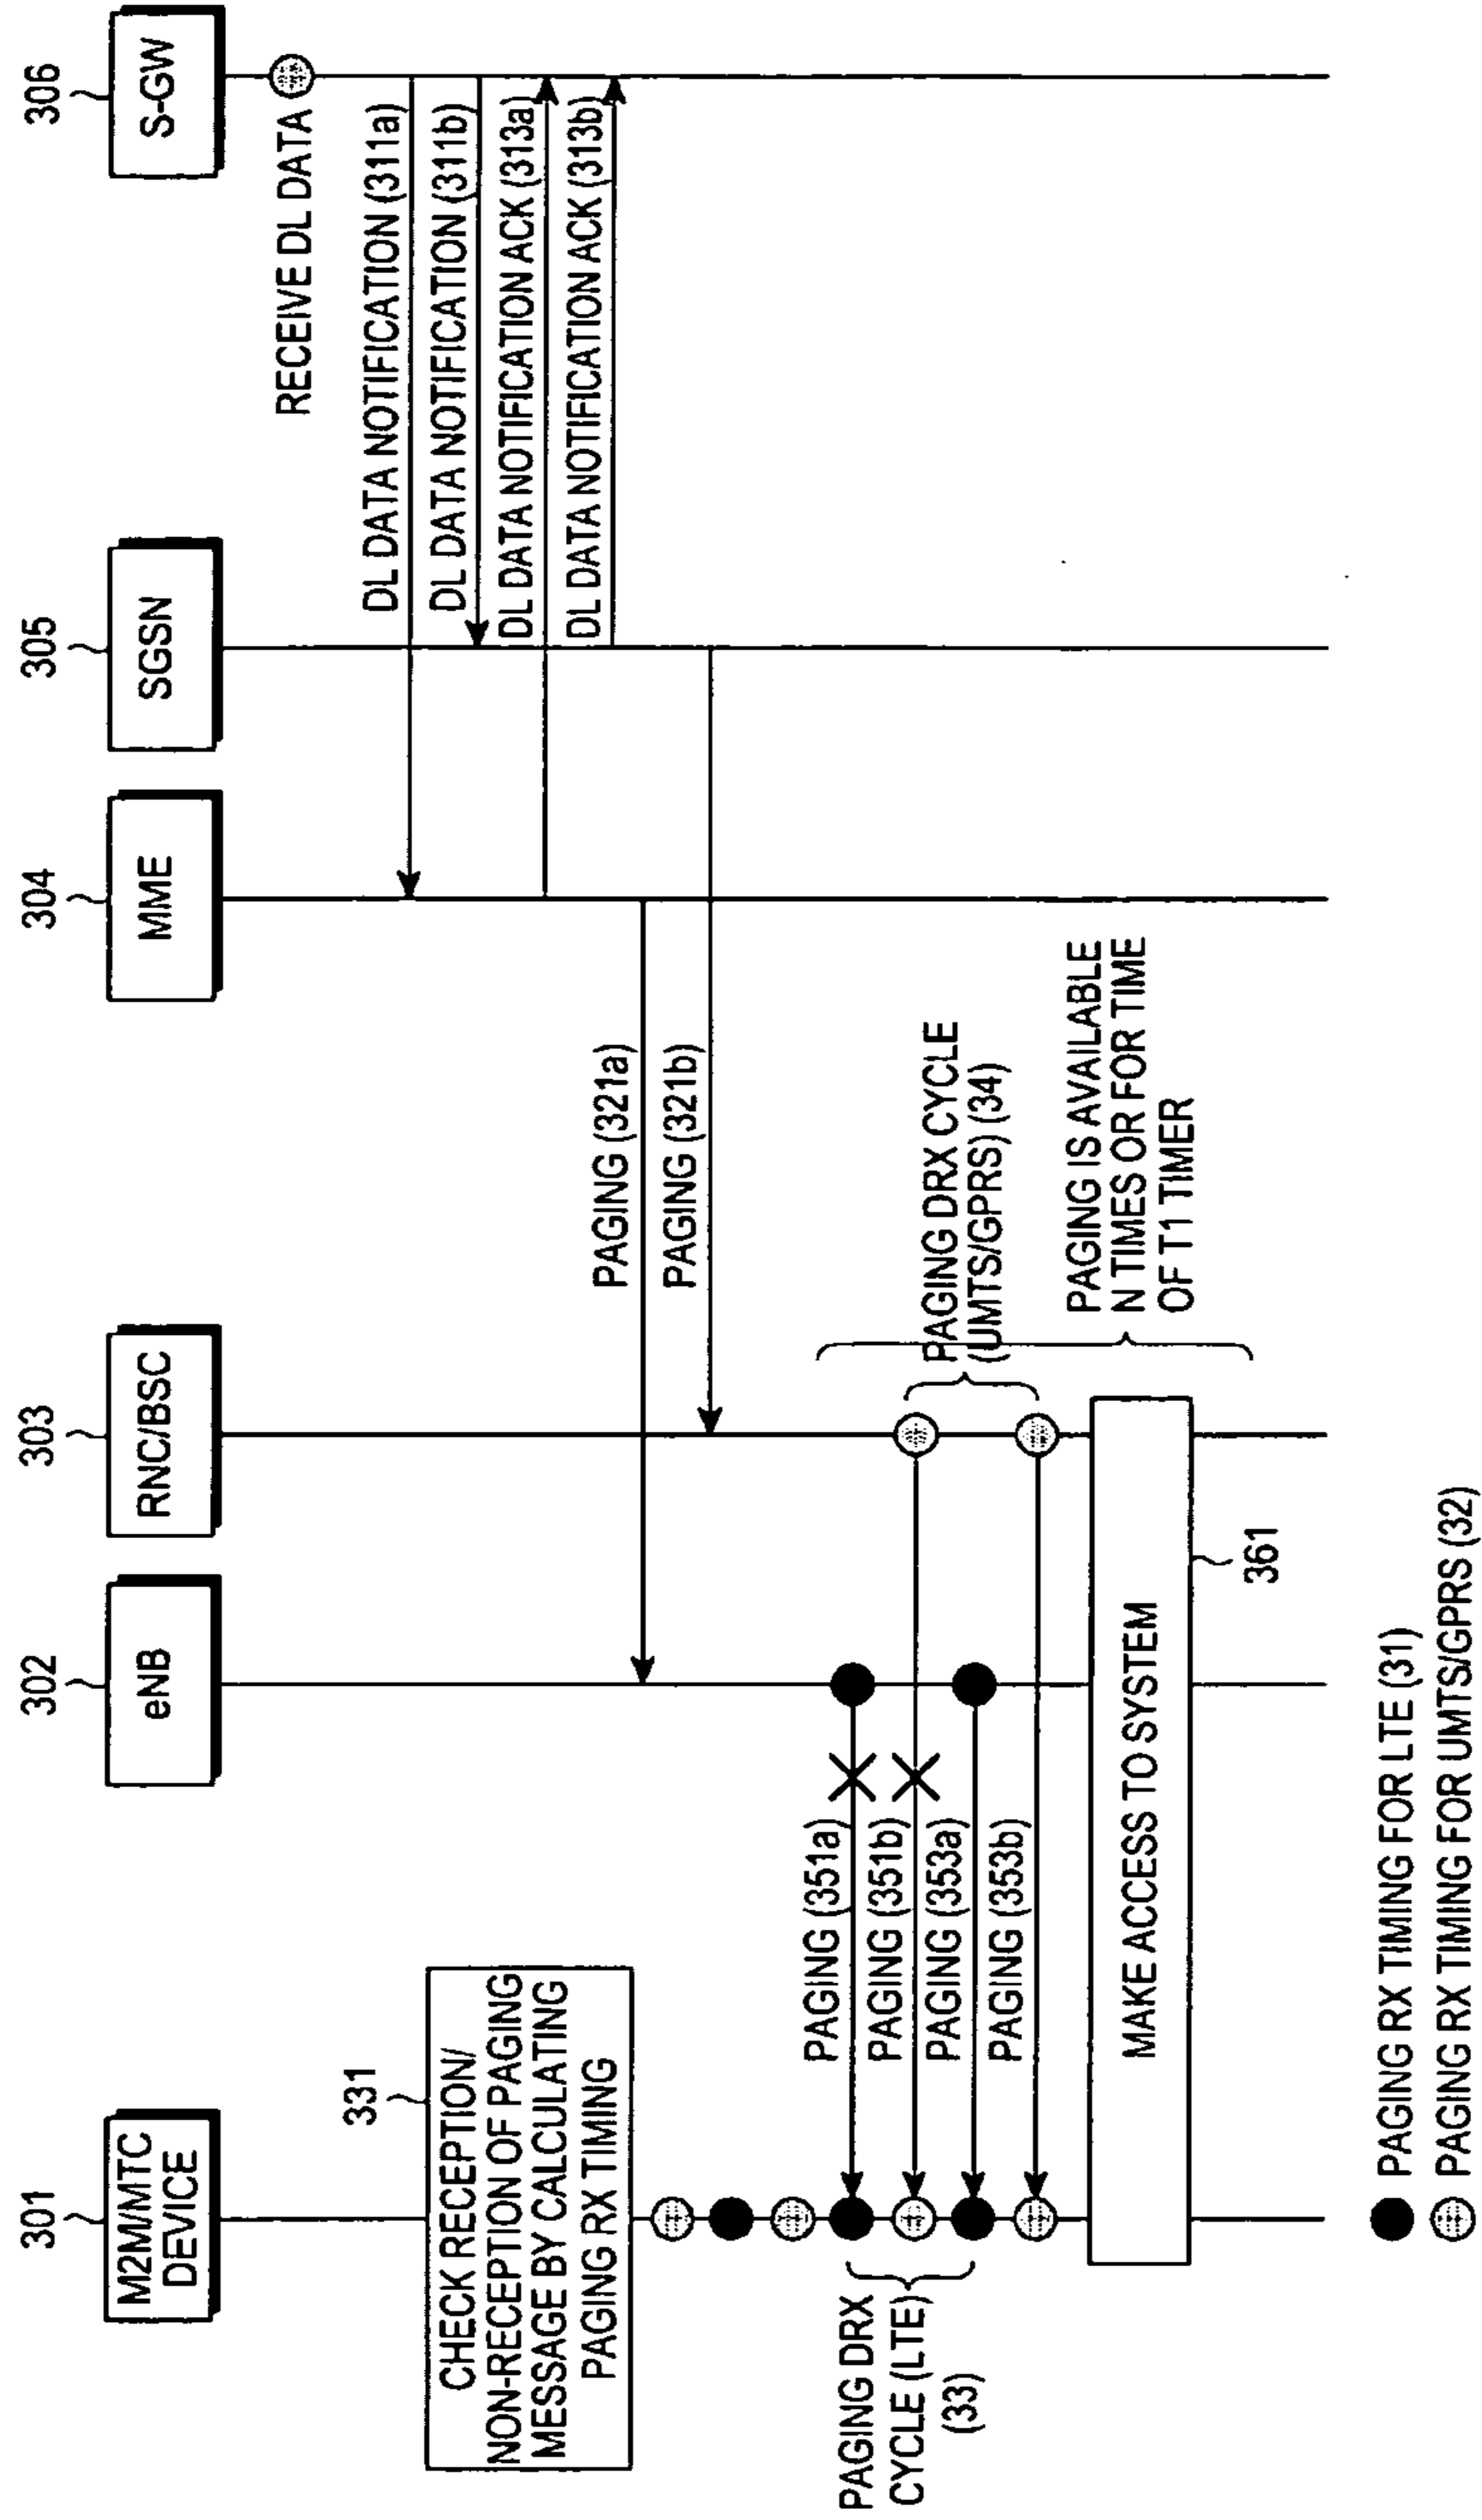 301
302
303
304
305
306
M2M/MTC
DEVICE
eNB
RNC/BSC
MME
SGSN
S-GW
RECEIVE DL DATA
331
CHECK RECEPTION/
NON-RECEPTION OF PAGING
MESSAGE BY CALCULATING
PAGING RX TIMING
DL DATA NOTIFICATION (311a)
DL DATA NOTIFICATION (311b)
DL DATA NOTIFICATION ACK (313a)
DL DATA NOTIFICATION ACK (313b)
PAGING (321a)
PAGING (321b)
PAGING DRX
CYCLE (LTE)
(33)
PAGING (351a)
PAGING (351b)
PAGING (353a)
PAGING (353b)
PAGING DRX CYCLE
(UMTS/GPRS) (34)
PAGING IS AVAILABLE
N TIMES OR FOR TIME
OF T1 TIMER
MAKE ACCESS TO SYSTEM
361
PAGING RX TIMING FOR LTE (31)
PAGING RX TIMING FOR UMTS/GPRS (32)